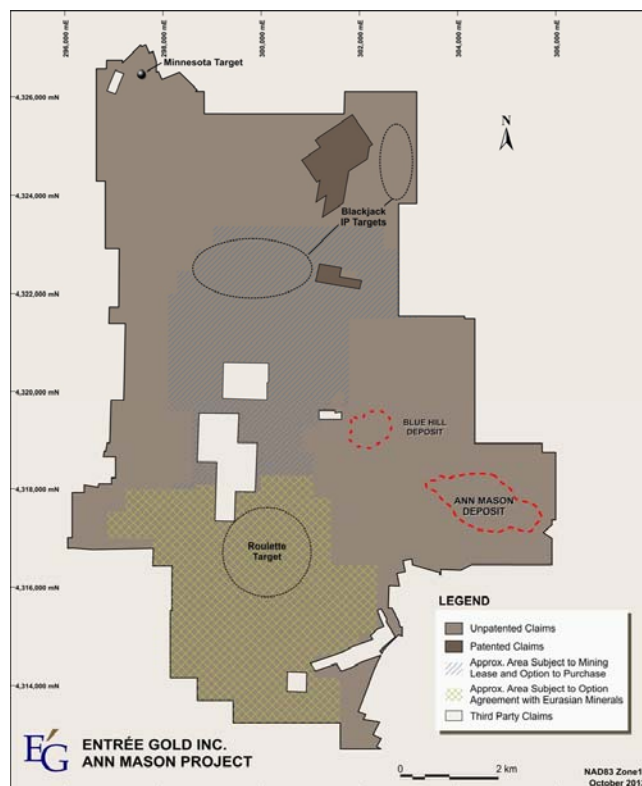 296,000 mE
298,000 mE
300,000 mE
302,000 mE
304,000 mE
306,000 mE
Minnesota Target
4,326,000 mN
N
4,324,000 mN
Blackjack
IP Targets
4,322,000 mN
4,320,000 mN
BLUE HILL
DEPOSIT
4,318,000 mN
ANN MASON
DEPOSIT
Roulette
Target
4,316,000 mN
LEGEND
Unpatented Claims
Patented Claims
Approx. Area Subject to Mining
Lease and Option to Purchase
Approx. Area Subject to Option
Agreement with Eurasian Minerals
Third Party Claims
4,314,000 mN
EG
ENTRÉE GOLD INC.
ANN MASON PROJECT
0 2 km
NAD83 Zone1
October 201